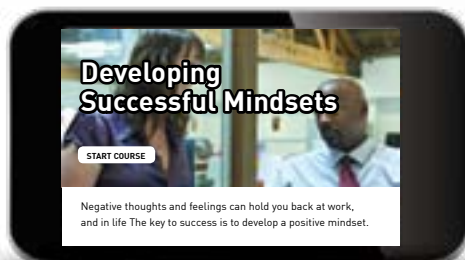 Developing
Successful Mindsets
START COURSE
Negative thoughts and feelings can hold you back at work,
and in life The key to success is to develop a positive mindset.